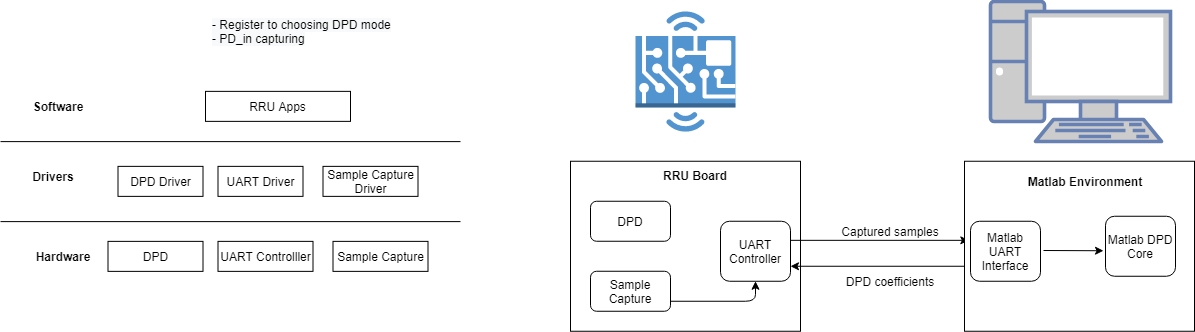 - Register to choosing DPD mode
- PD_in capturing
Software
RRU Apps
Drivers
DPD Driver
UART Driver
Sample Capture
Driver
Hardware
DPD
UART Controlller
Sample Capture
RRU Board
DPD
UART
Controller
Sample
Capture
Captured samples
DPD coefficients
Matlab Environment
Matlab
UART
Interface
Matlab DPD
Core